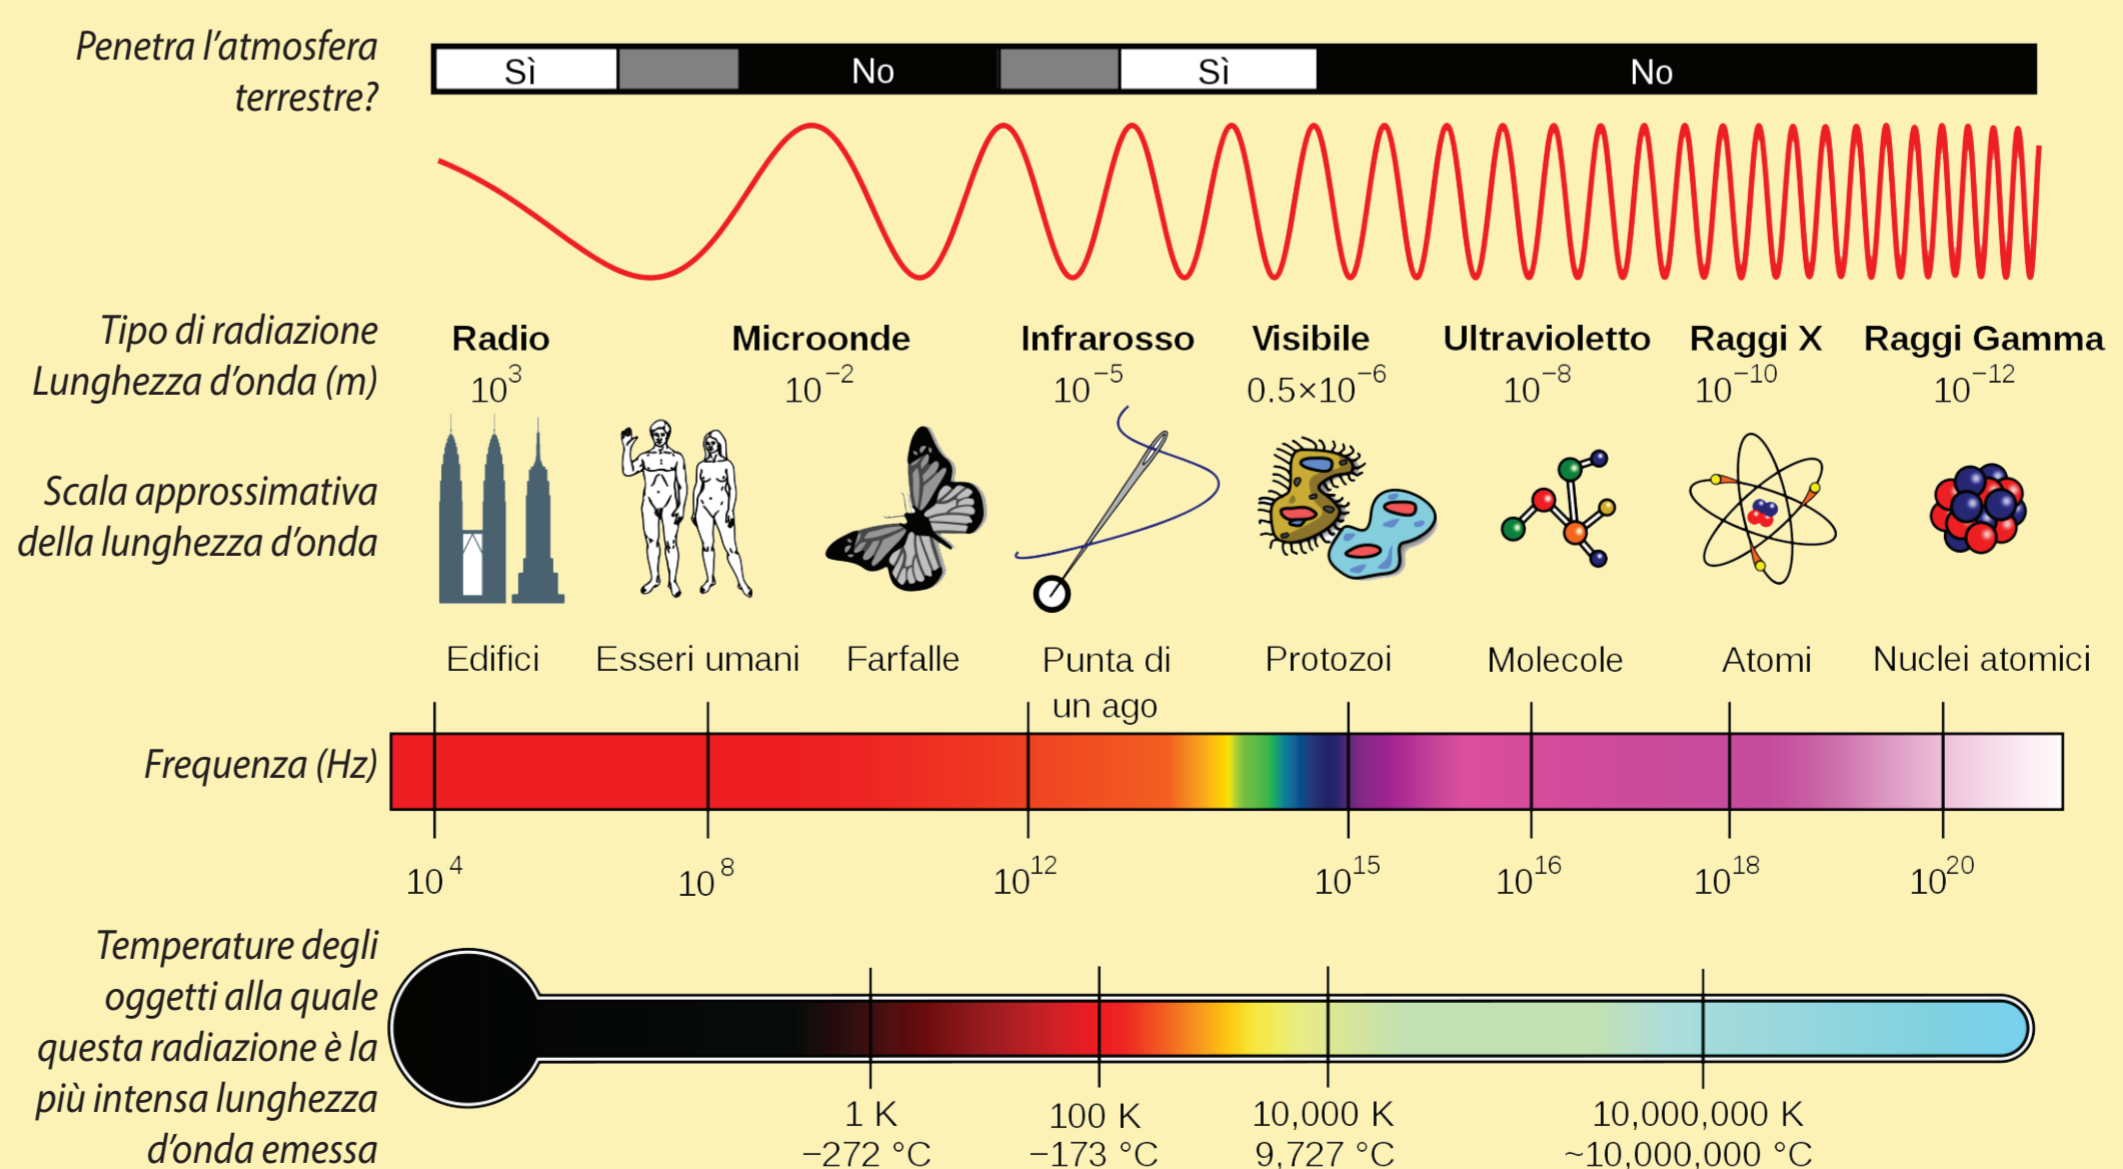 Penetra l'atmosfera
terrestre?
Sì No Sì No
Tipo di radiazione
Lunghezza d'onda (m)
Radio Microonde Infrarosso Visibile Ultravioletto Raggi X Raggi Gamma
10³ 10⁻² 10⁻⁵ 0.5×10⁻⁶ 10⁻⁸ 10⁻¹⁰ 10⁻¹²
Scala approssimativa
della lunghezza d'onda
Edifici Esseri umani Farfalle Punta di Protozoi Molecole Atomi Nuclei atomici
un ago
Frequenza (Hz)
10⁴ 10⁸ 10¹² 10¹⁵ 10¹⁶ 10¹⁸ 10²⁰
Temperature degli
oggetti alla quale
questa radiazione è la
più intensa lunghezza
d'onda emessa
1 K 100 K 10,000 K 10,000,000 K
−272 °C −173 °C 9,727 °C ~10,000,000 °C